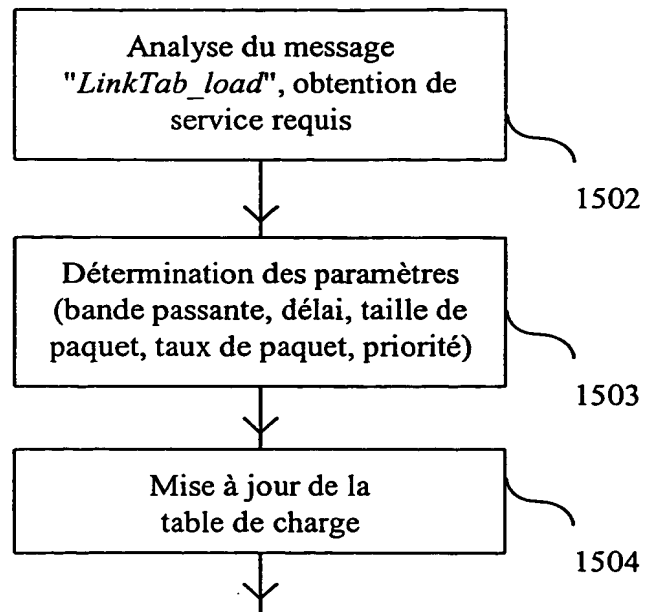 Analyse du message
"LinkTab_load", obtention de
service requis
1502
Détermination des paramètres
(bande passante, délai, taille de
paquet, taux de paquet, priorité)
1503
Mise à jour de la
table de charge
1504